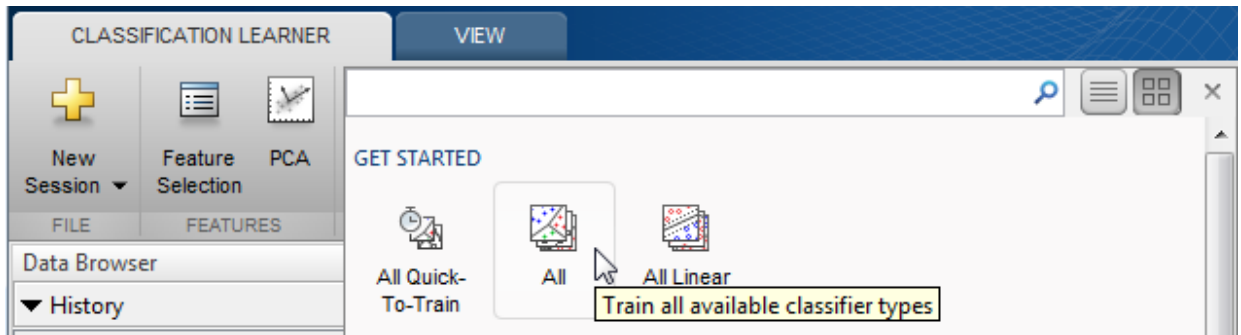 CLASSIFICATION LEARNER
VIEW
New
Session
Feature
Selection
PCA
FILE
FEATURES
GET STARTED
All Quick-
To-Train
All
All Linear
Train all available classifier types
Data Browser
History